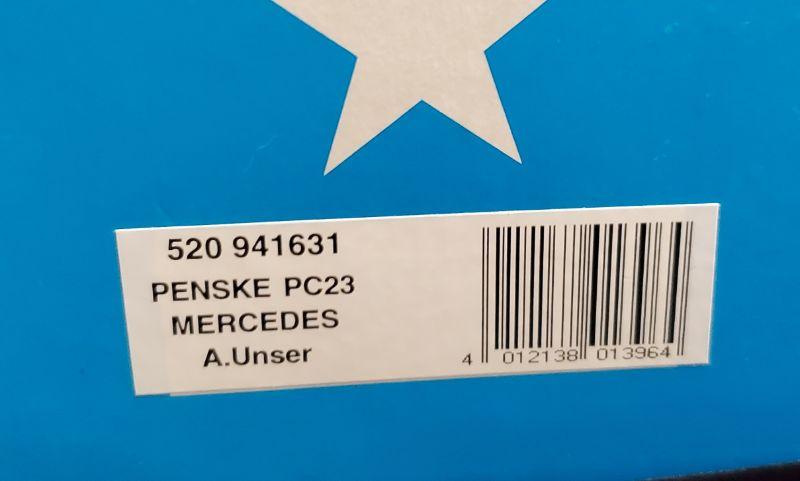 520 941631
PENSKE PC23
MERCEDES
A.Unser
4 012138 013964